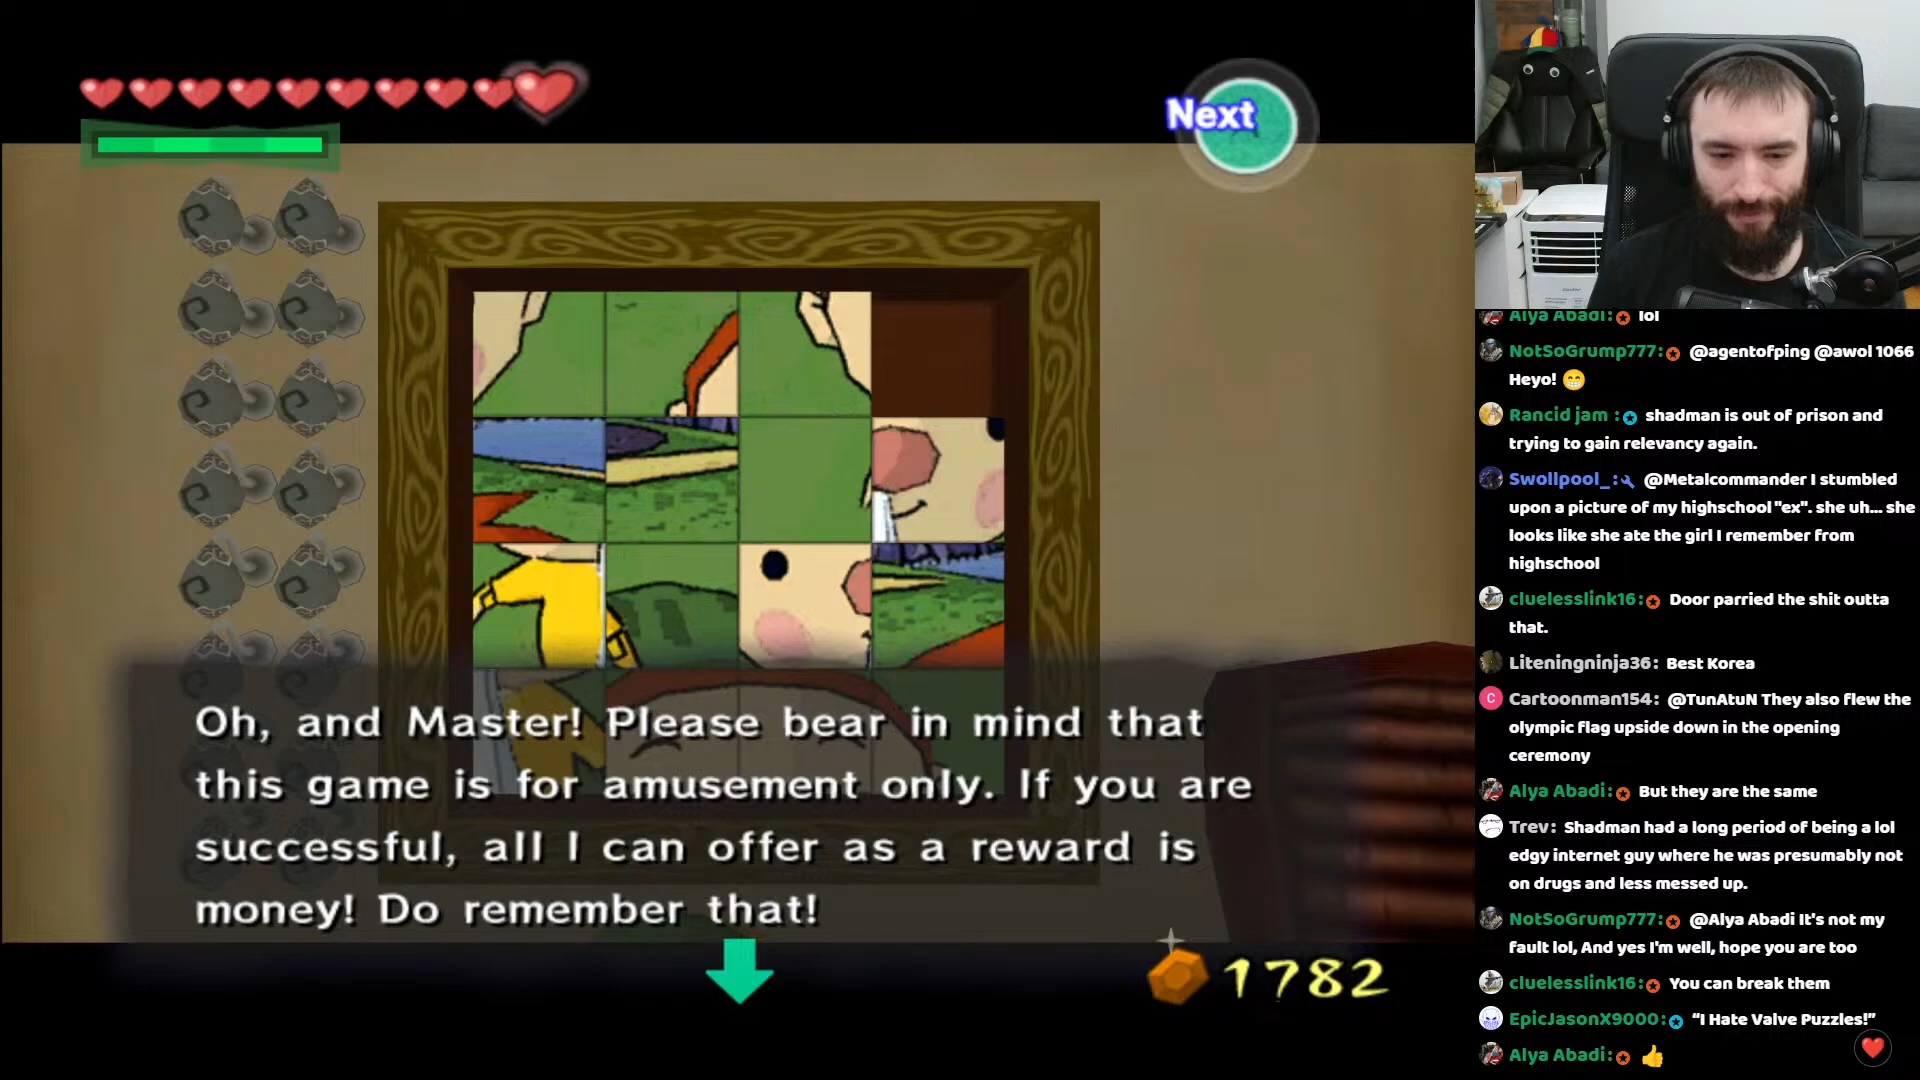 Next
Oh, and Master! Please bear in mind that
this game is for amusement only. If you are
successful, all I can offer as a reward is
money! Do remember that!
1782
Alya Abadi: lol
NotSoGrump777: @agentofping @awol 1066
Heyo! 😁
Rancid jam : shadman is out of prison and
trying to gain relevancy again.
Swollpool_: @Metalcommander I stumbled
upon a picture of my highschool "ex". she uh... she
looks like she ate the girl I remember from
highschool
cluelesslink16: Door parried the shit outta
that.
Liteningninja36: Best Korea
C Cartoonman154: @TunAtuN They also flew the
olympic flag upside down in the opening
ceremony
Alya Abadi: But they are the same
Trev: Shadman had a long period of being a lol
edgy internet guy where he was presumably not
on drugs and less messed up.
NotSoGrump777: @Alya Abadi It's not my
fault lol, And yes I'm well, hope you are too
cluelesslink16: You can break them
EpicJasonX9000: “I Hate Valve Puzzles!”
Alya Abadi: 👍